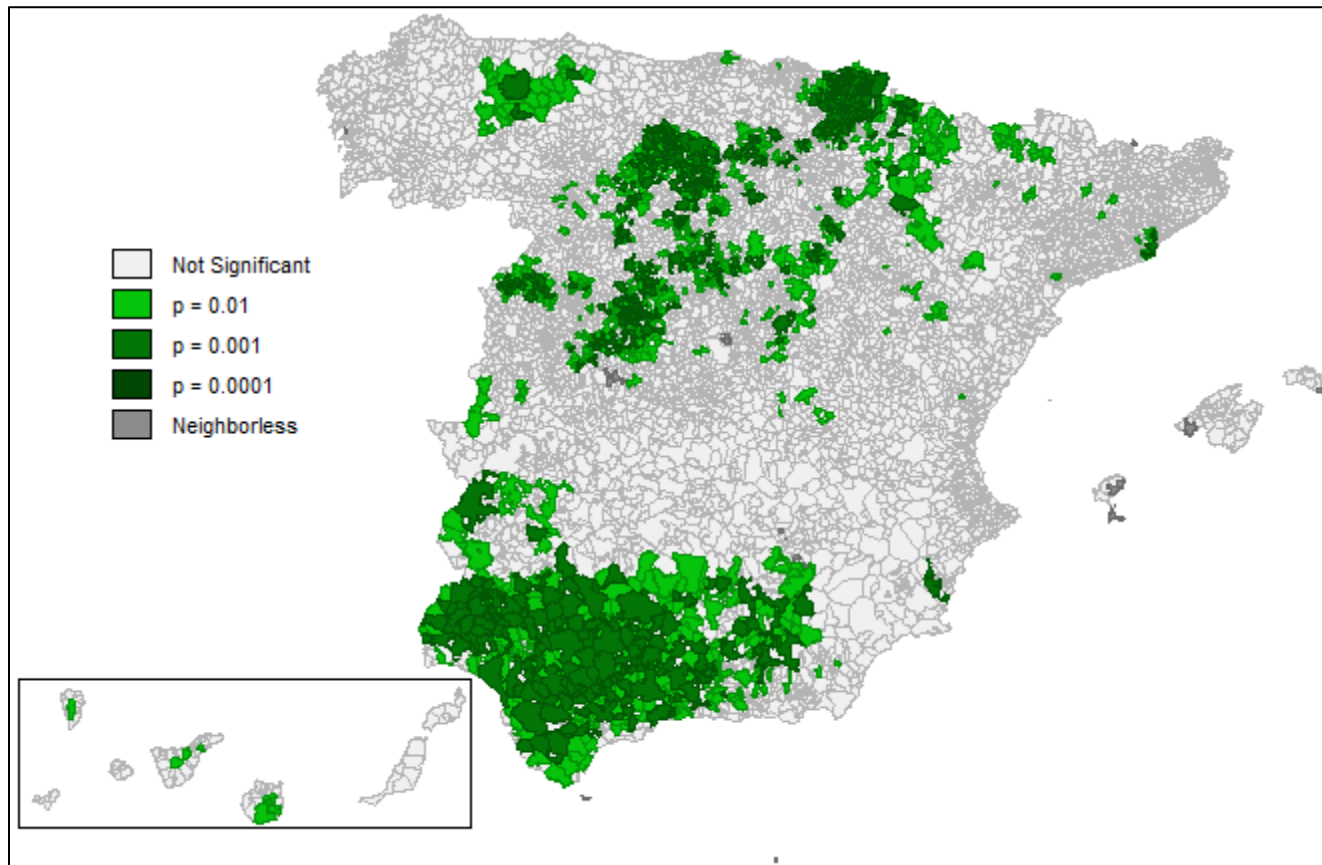 Not Significant
p = 0.01
p = 0.001
p = 0.0001
Neighborless